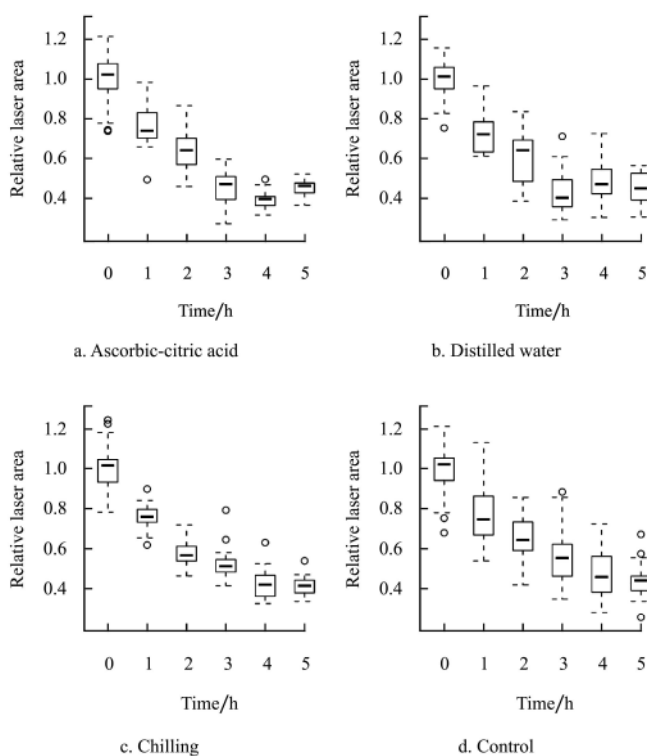 1.2
1.0
0.8
0.6
0.4
Relative laser area
0 1 2 3 4 5
Time/h
a. Ascorbic-citric acid
1.2
1.0
0.8
0.6
0.4
Relative laser area
0 1 2 3 4 5
Time/h
b. Distilled water
1.2
1.0
0.8
0.6
0.4
Relative laser area
0 1 2 3 4 5
Time/h
c. Chilling
1.2
1.0
0.8
0.6
0.4
Relative laser area
0 1 2 3 4 5
Time/h
d. Control